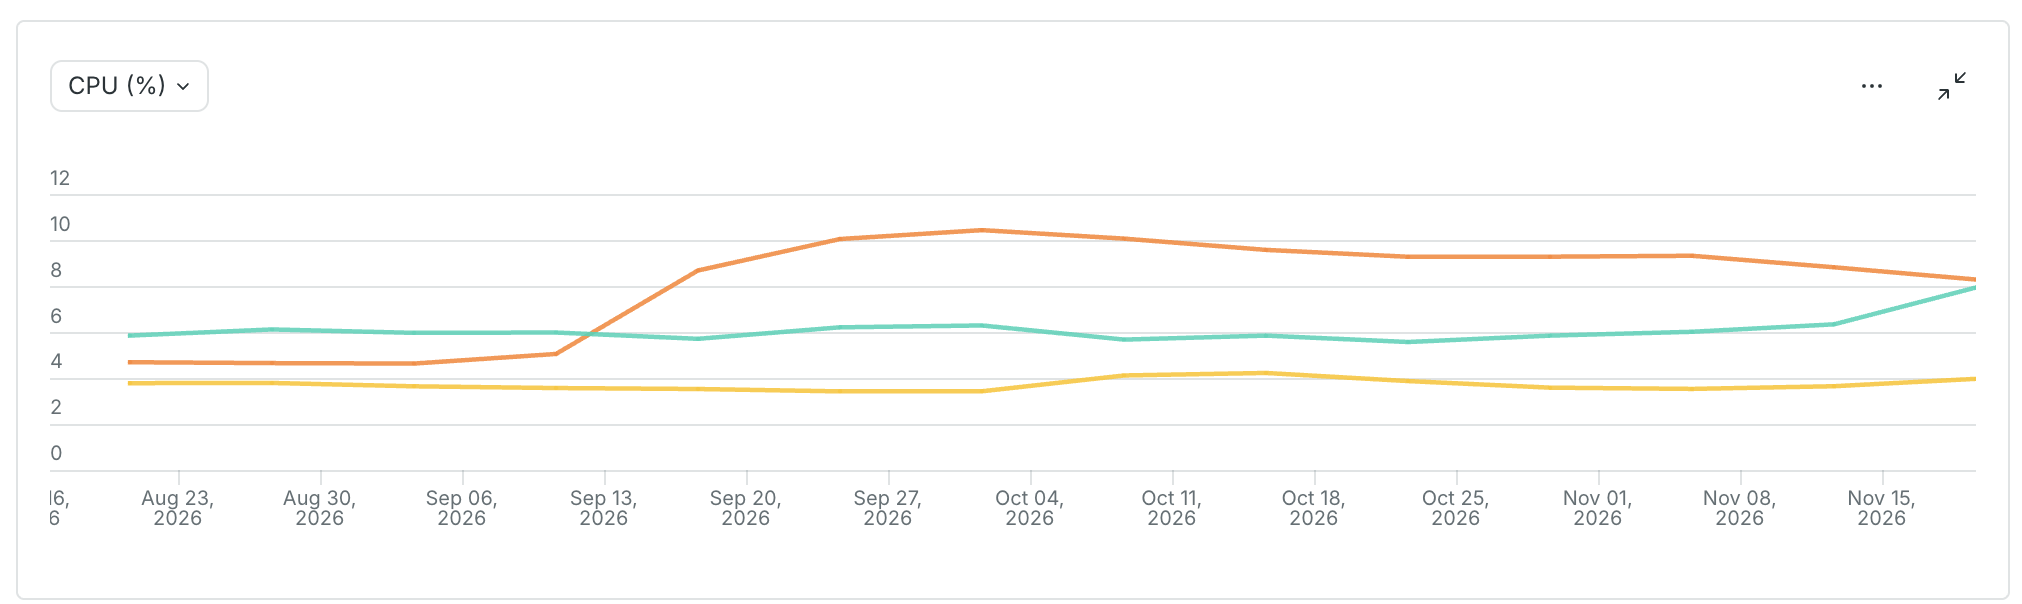 CPU (%)
12
10
8
6
4
2
0
Aug 23,
2026
Aug 30,
2026
Sep 06,
2026
Sep 13,
2026
Sep 20,
2026
Sep 27,
2026
Oct 04,
2026
Oct 11,
2026
Oct 18,
2026
Oct 25,
2026
Nov 01,
2026
Nov 08,
2026
Nov 15,
2026